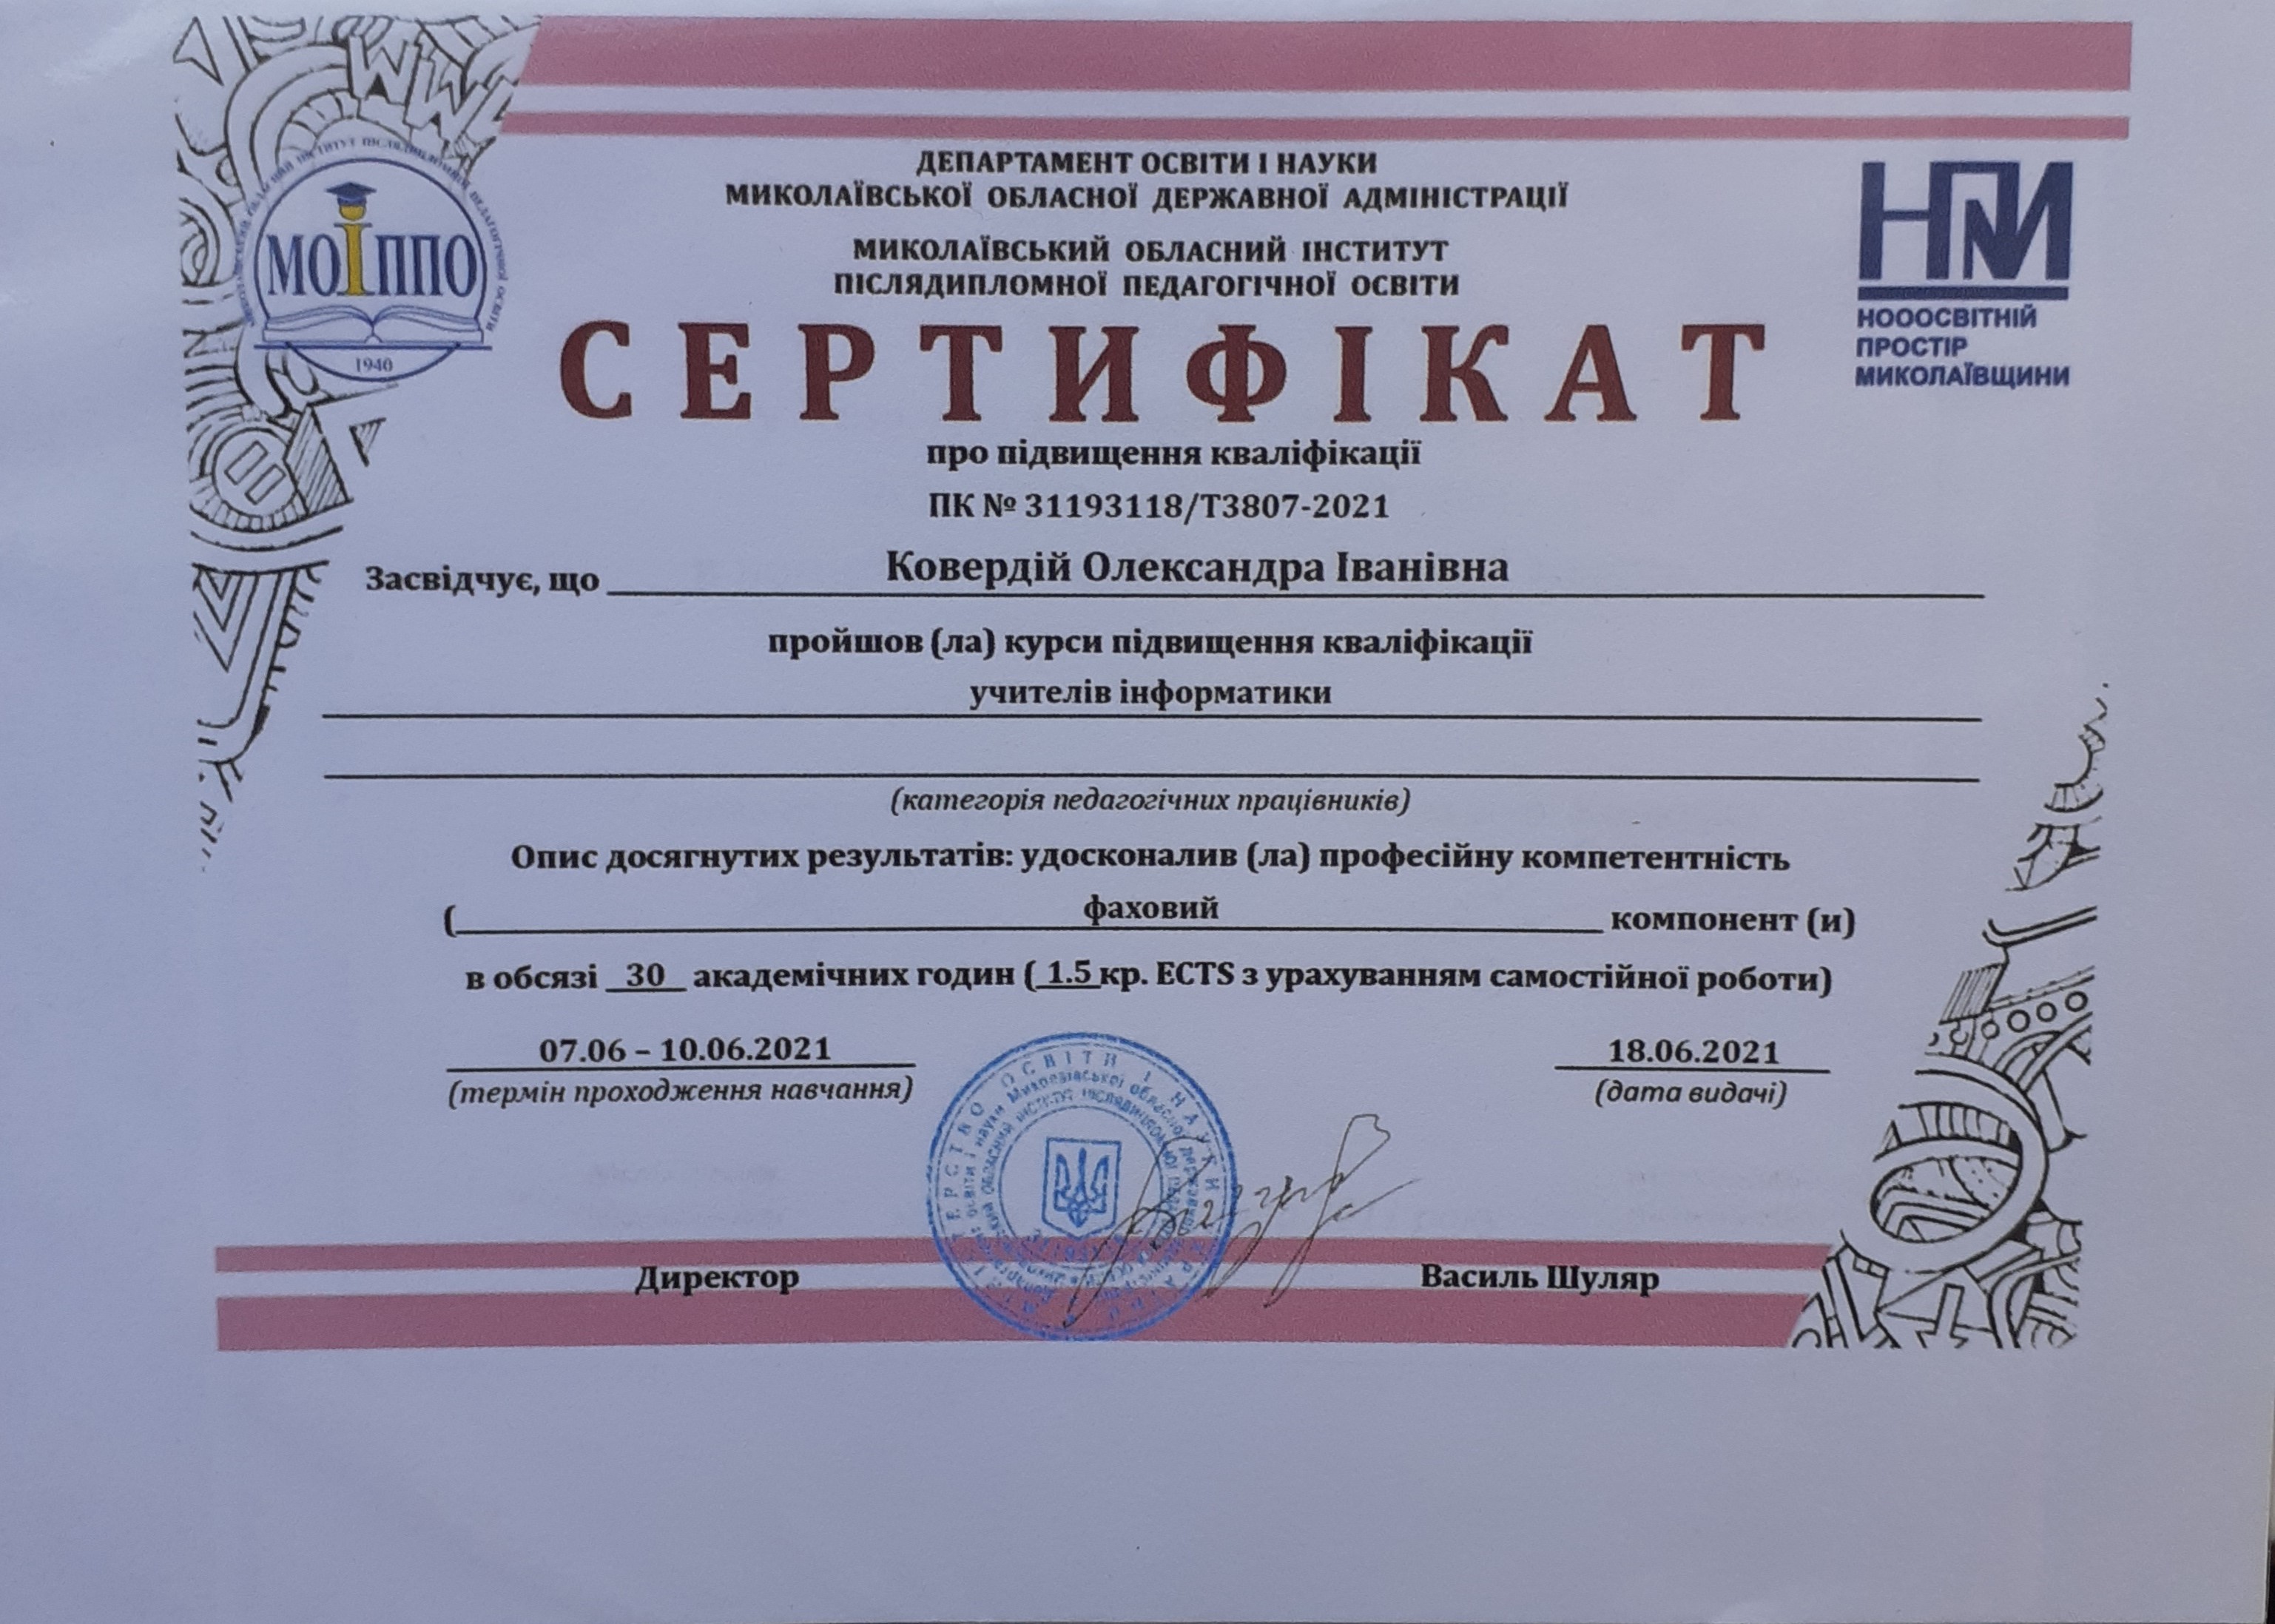 ДЕПАРТАМЕНТ ОСВІТИ І НАУКИ
МИКОЛАЇВСЬКОЇ ОБЛАСНОЇ ДЕРЖАВНОЇ АДМІНІСТРАЦІЇ
МИКОЛАЇВСЬКИЙ ОБЛАСНИЙ ІНСТИТУТ
ПІСЛЯДИПЛОМНОЇ ПЕДАГОГІЧНОЇ ОСВІТИ
МОІППО
1940
НПМ
НОООСВІТНІЙ
ПРОСТІР
МИКОЛАЇВЩИНИ
СЕРТИФІКАТ
про підвищення кваліфікації
ПК № 31193118/Т3807-2021
Засвідчує, що Ковердій Олександра Іванівна
пройшов (ла) курси підвищення кваліфікації
учителів інформатики
(категорія педагогічних працівників)
Опис досягнутих результатів: удосконалив (ла) професійну компетентність
( фаховий компонент (и)
в обсязі 30 академічних годин ( 1.5 кр. ECTS з урахуванням самостійної роботи)
07.06 – 10.06.2021
(термін проходження навчання)
18.06.2021
(дата видачі)
Директор Василь Шуляр